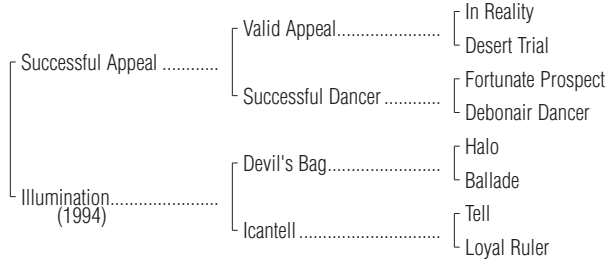 In Reality
Valid Appeal..................
Desert Trial
Successful Appeal ............
Fortunate Prospect
Successful Dancer ............
Debonair Dancer
Halo
Devil's Bag......................
Ballade
Illumination.......................
(1994)
Tell
Icantell ............................
Loyal Ruler